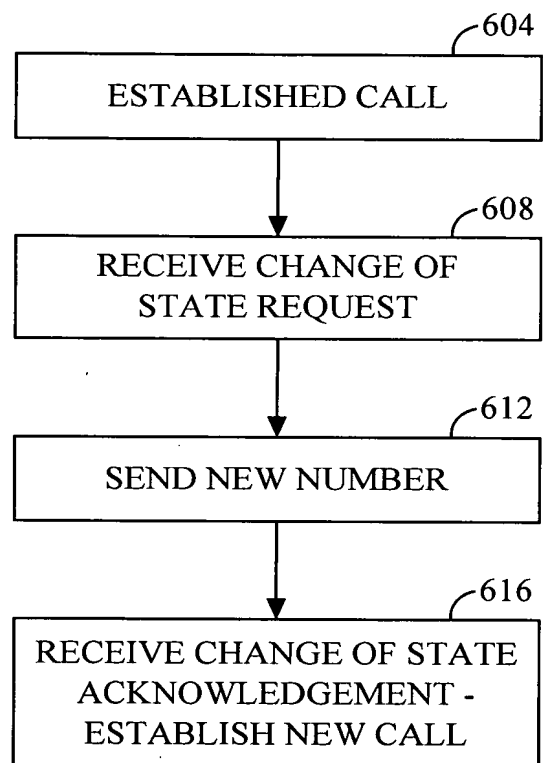 604
ESTABLISHED CALL
608
RECEIVE CHANGE OF
STATE REQUEST
612
SEND NEW NUMBER
616
RECEIVE CHANGE OF STATE
ACKNOWLEDGEMENT -
ESTABLISH NEW CALL